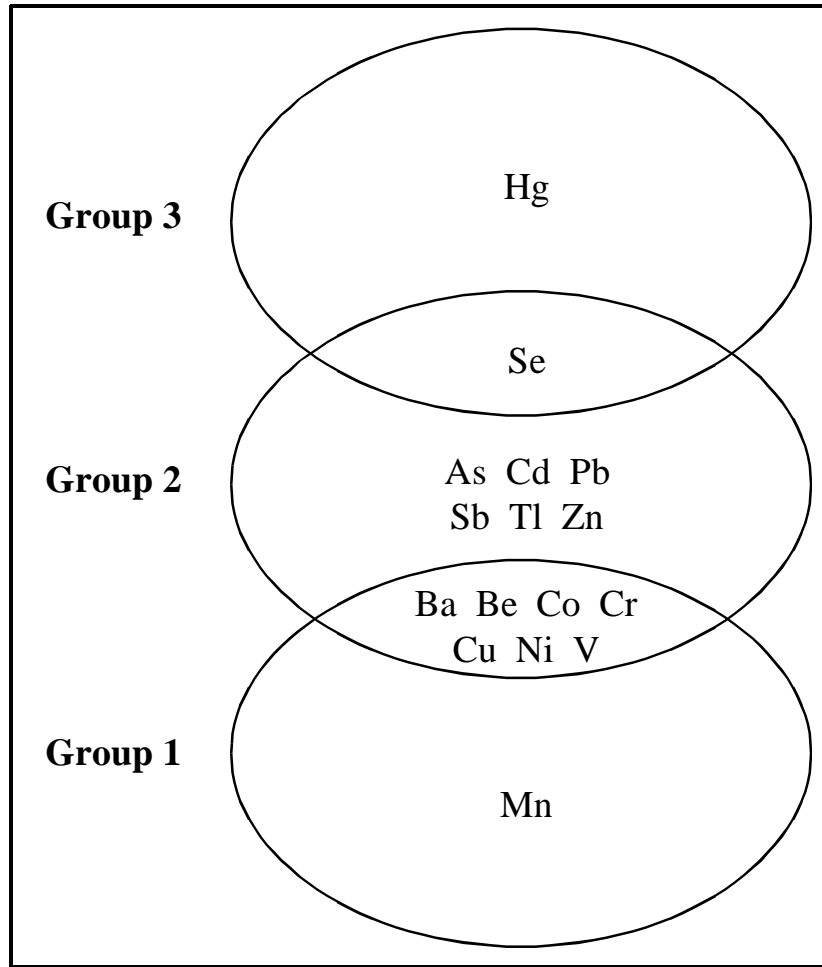 Group 3
Hg
Se
Group 2
As Cd Pb
Sb Tl Zn
Ba Be Co Cr
Cu Ni V
Group 1
Mn